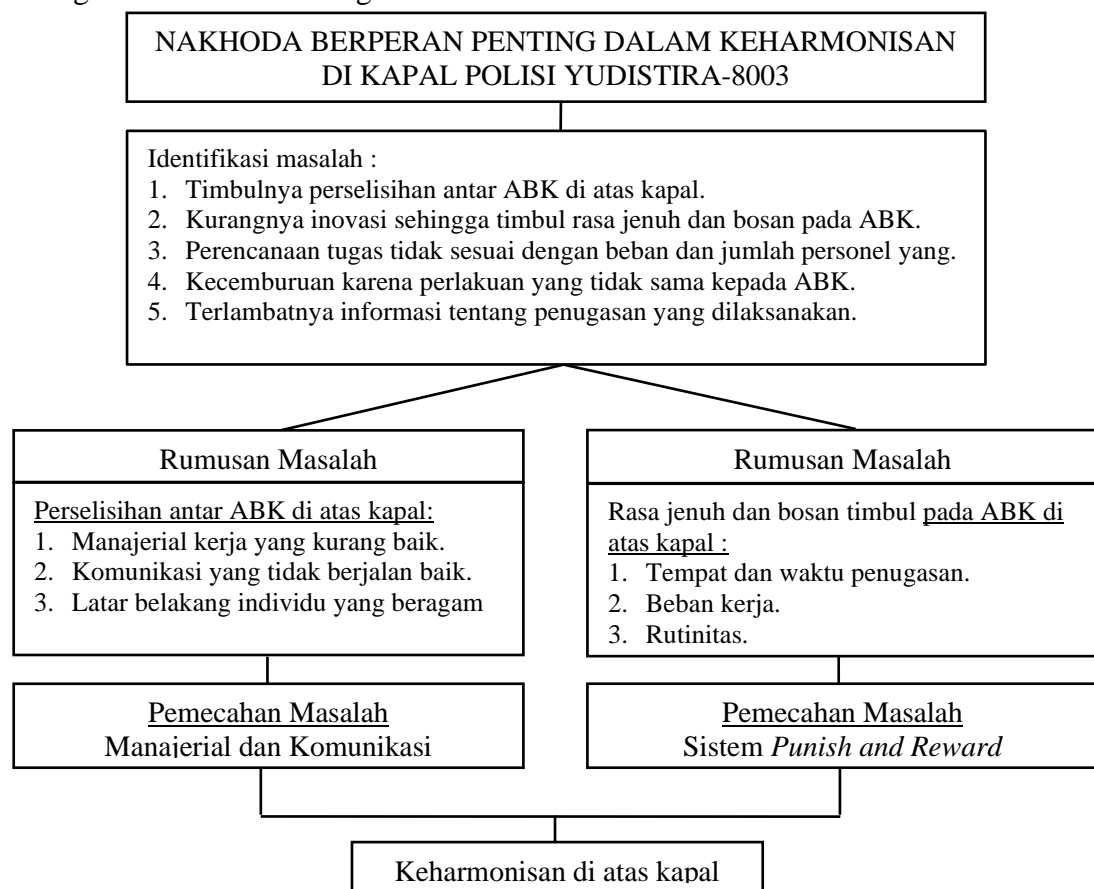 NAKHODA BERPERAN PENTING DALAM KEHARMONISAN
DI KAPAL POLISI YUDISTIRA-8003
Identifikasi masalah :
1. Timbulnya perselisihan antar ABK di atas kapal.
2. Kurangnya inovasi sehingga timbul rasa jenuh dan bosan pada ABK.
3. Perencanaan tugas tidak sesuai dengan beban dan jumlah personel yang.
4. Kecemburuan karena perlakuan yang tidak sama kepada ABK.
5. Terlambatnya informasi tentang penugasan yang dilaksanakan.
Rumusan Masalah
Perselisihan antar ABK di atas kapal:
1. Manajerial kerja yang kurang baik.
2. Komunikasi yang tidak berjalan baik.
3. Latar belakang individu yang beragam
Pemecahan Masalah
Manajerial dan Komunikasi
Rumusan Masalah
Rasa jenuh dan bosan timbul pada ABK di
atas kapal :
1. Tempat dan waktu penugasan.
2. Beban kerja.
3. Rutinitas.
Pemecahan Masalah
Sistem Punish and Reward
Keharmonisan di atas kapal